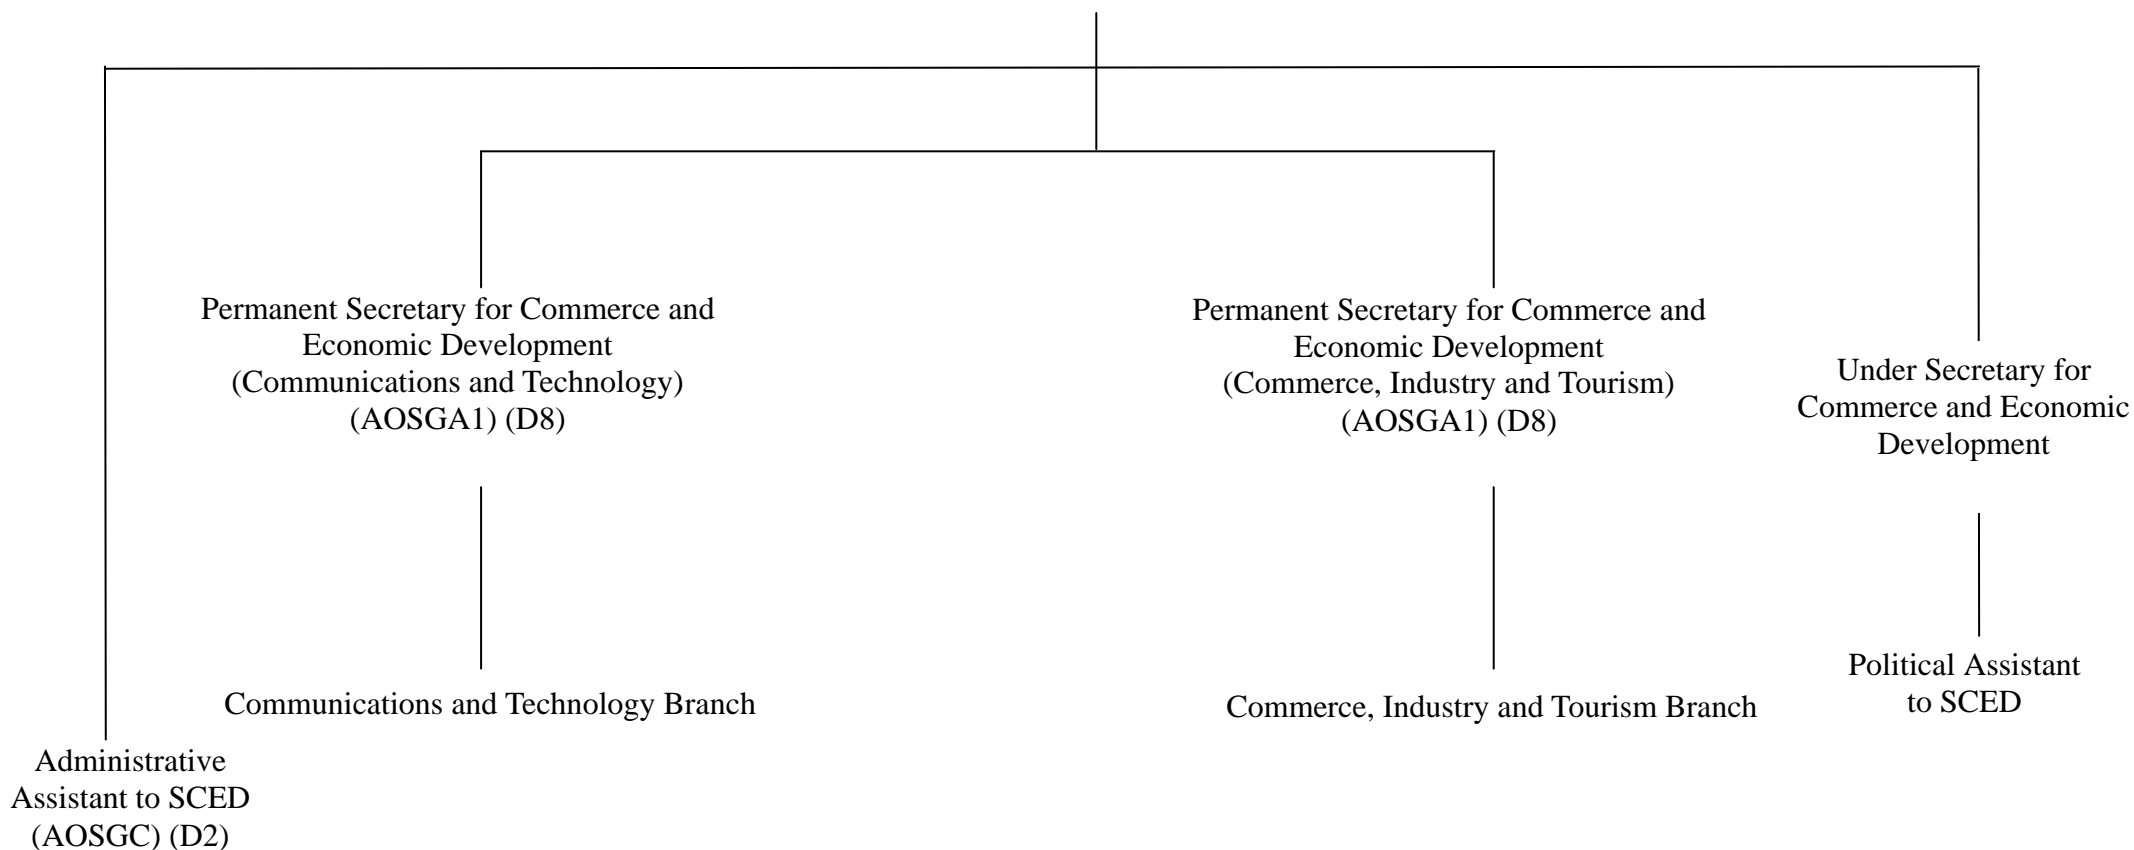 Permanent Secretary for Commerce and
Economic Development
(Communications and Technology)
(AOSGA1) (D8)
Permanent Secretary for Commerce and
Economic Development
(Commerce, Industry and Tourism)
(AOSGA1) (D8)
Under Secretary for
Commerce and Economic
Development
Communications and Technology Branch
Commerce, Industry and Tourism Branch
Political Assistant
to SCED
Administrative
Assistant to SCED
(AOSGC) (D2)